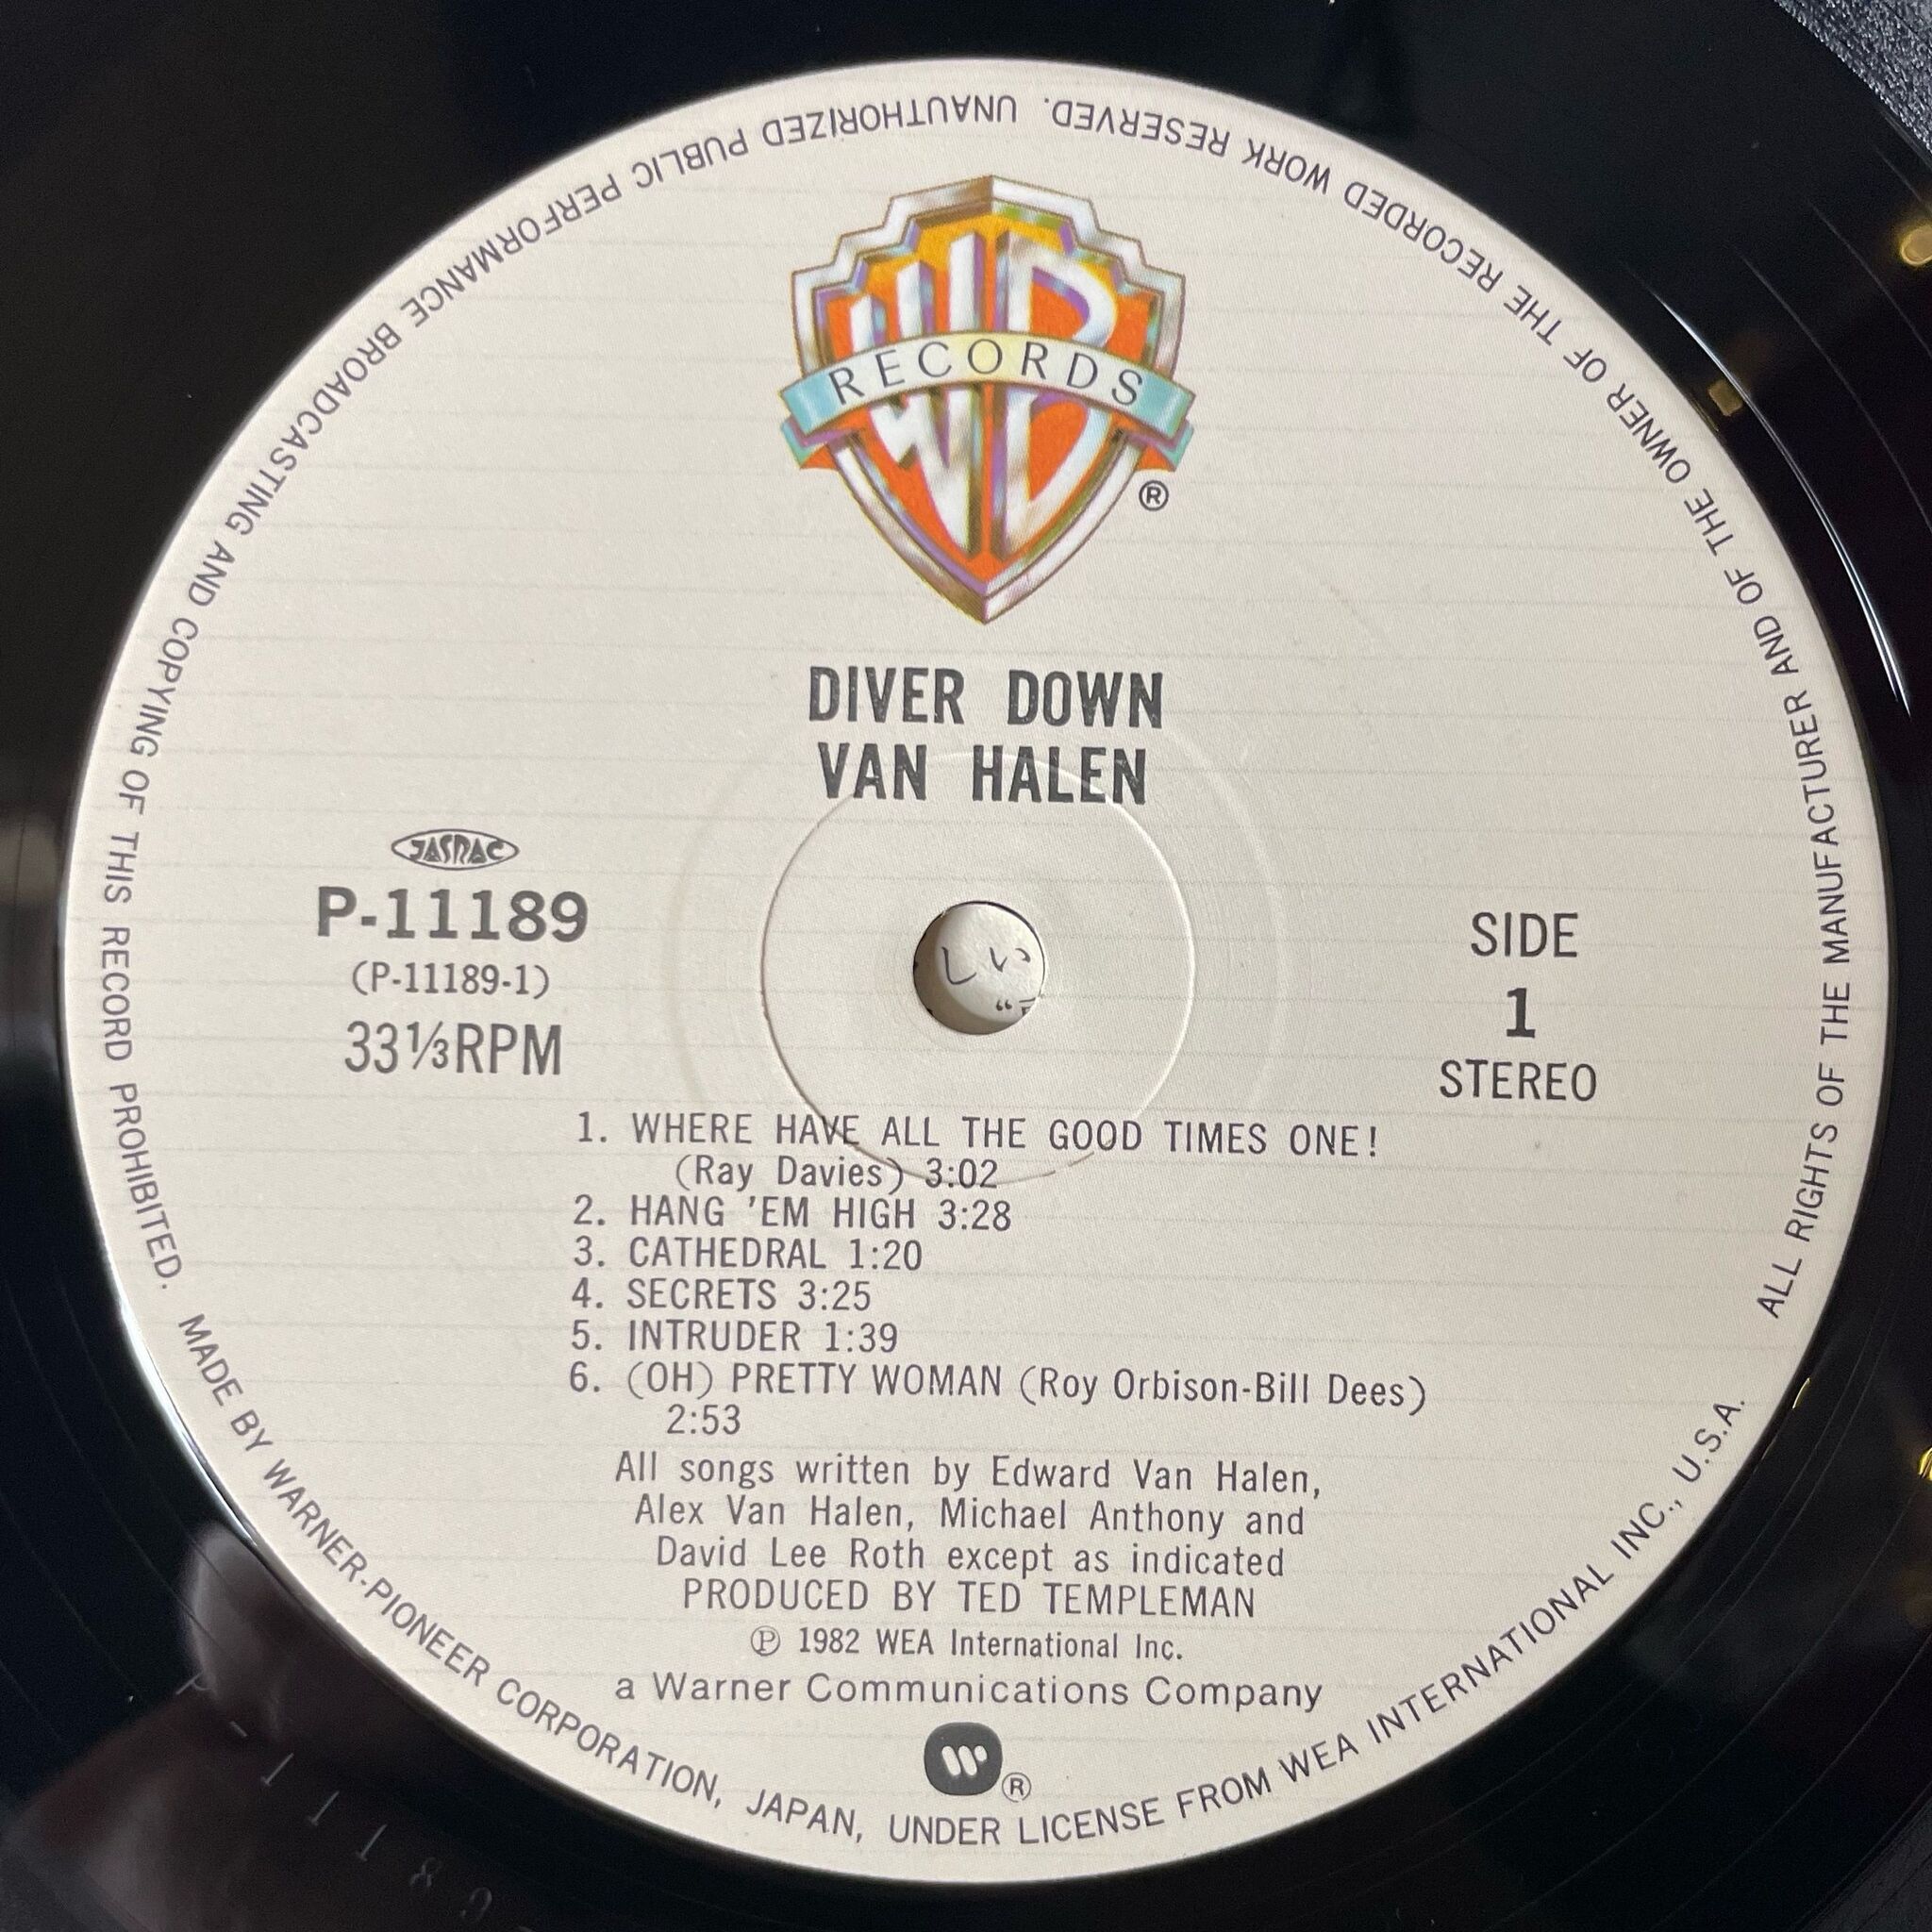 WB
RECORDS
®
DIVER DOWN
VAN HALEN
JASRAC
P-11189
(P-11189-1)
33⅓RPM
SIDE
1
STEREO
しい
1. WHERE HAVE ALL THE GOOD TIMES ONE!
(Ray Davies) 3:02
2. HANG 'EM HIGH 3:28
3. CATHEDRAL 1:20
4. SECRETS 3:25
5. INTRUDER 1:39
6. (OH) PRETTY WOMAN (Roy Orbison-Bill Dees)
2:53
All songs written by Edward Van Halen,
Alex Van Halen, Michael Anthony and
David Lee Roth except as indicated
PRODUCED BY TED TEMPLEMAN
℗ 1982 WEA International Inc.
a Warner Communications Company
W®
ALL RIGHTS OF THE MANUFACTURER AND OF THE OWNER OF THE RECORDED WORK RESERVED. UNAUTHORIZED PUBLIC PERFORMANCE BROADCASTING AND COPYING OF THIS RECORD PROHIBITED.
MADE BY WARNER-PIONEER CORPORATION, JAPAN, UNDER LICENSE FROM WEA INTERNATIONAL INC., U.S.A.